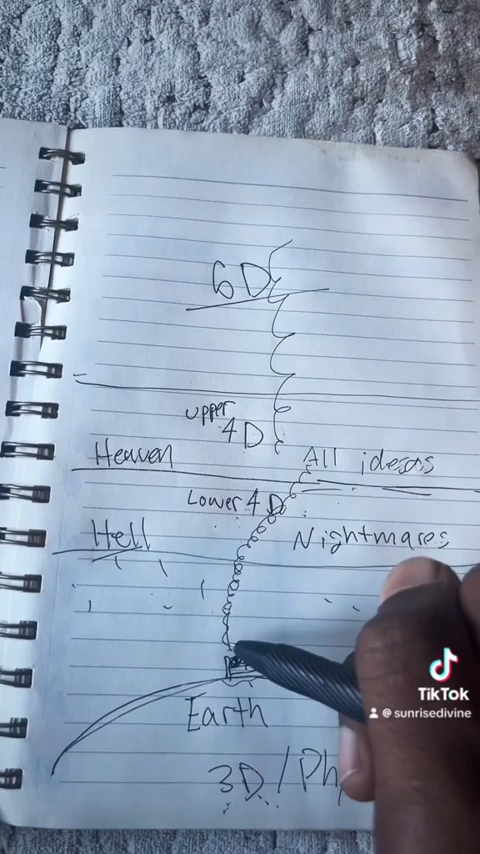 6D
upper
4D
Heaven All ideas
Lower 4D
Hell Nightmares
Earth
3D / Ph
TikTok
@sunrisedivine